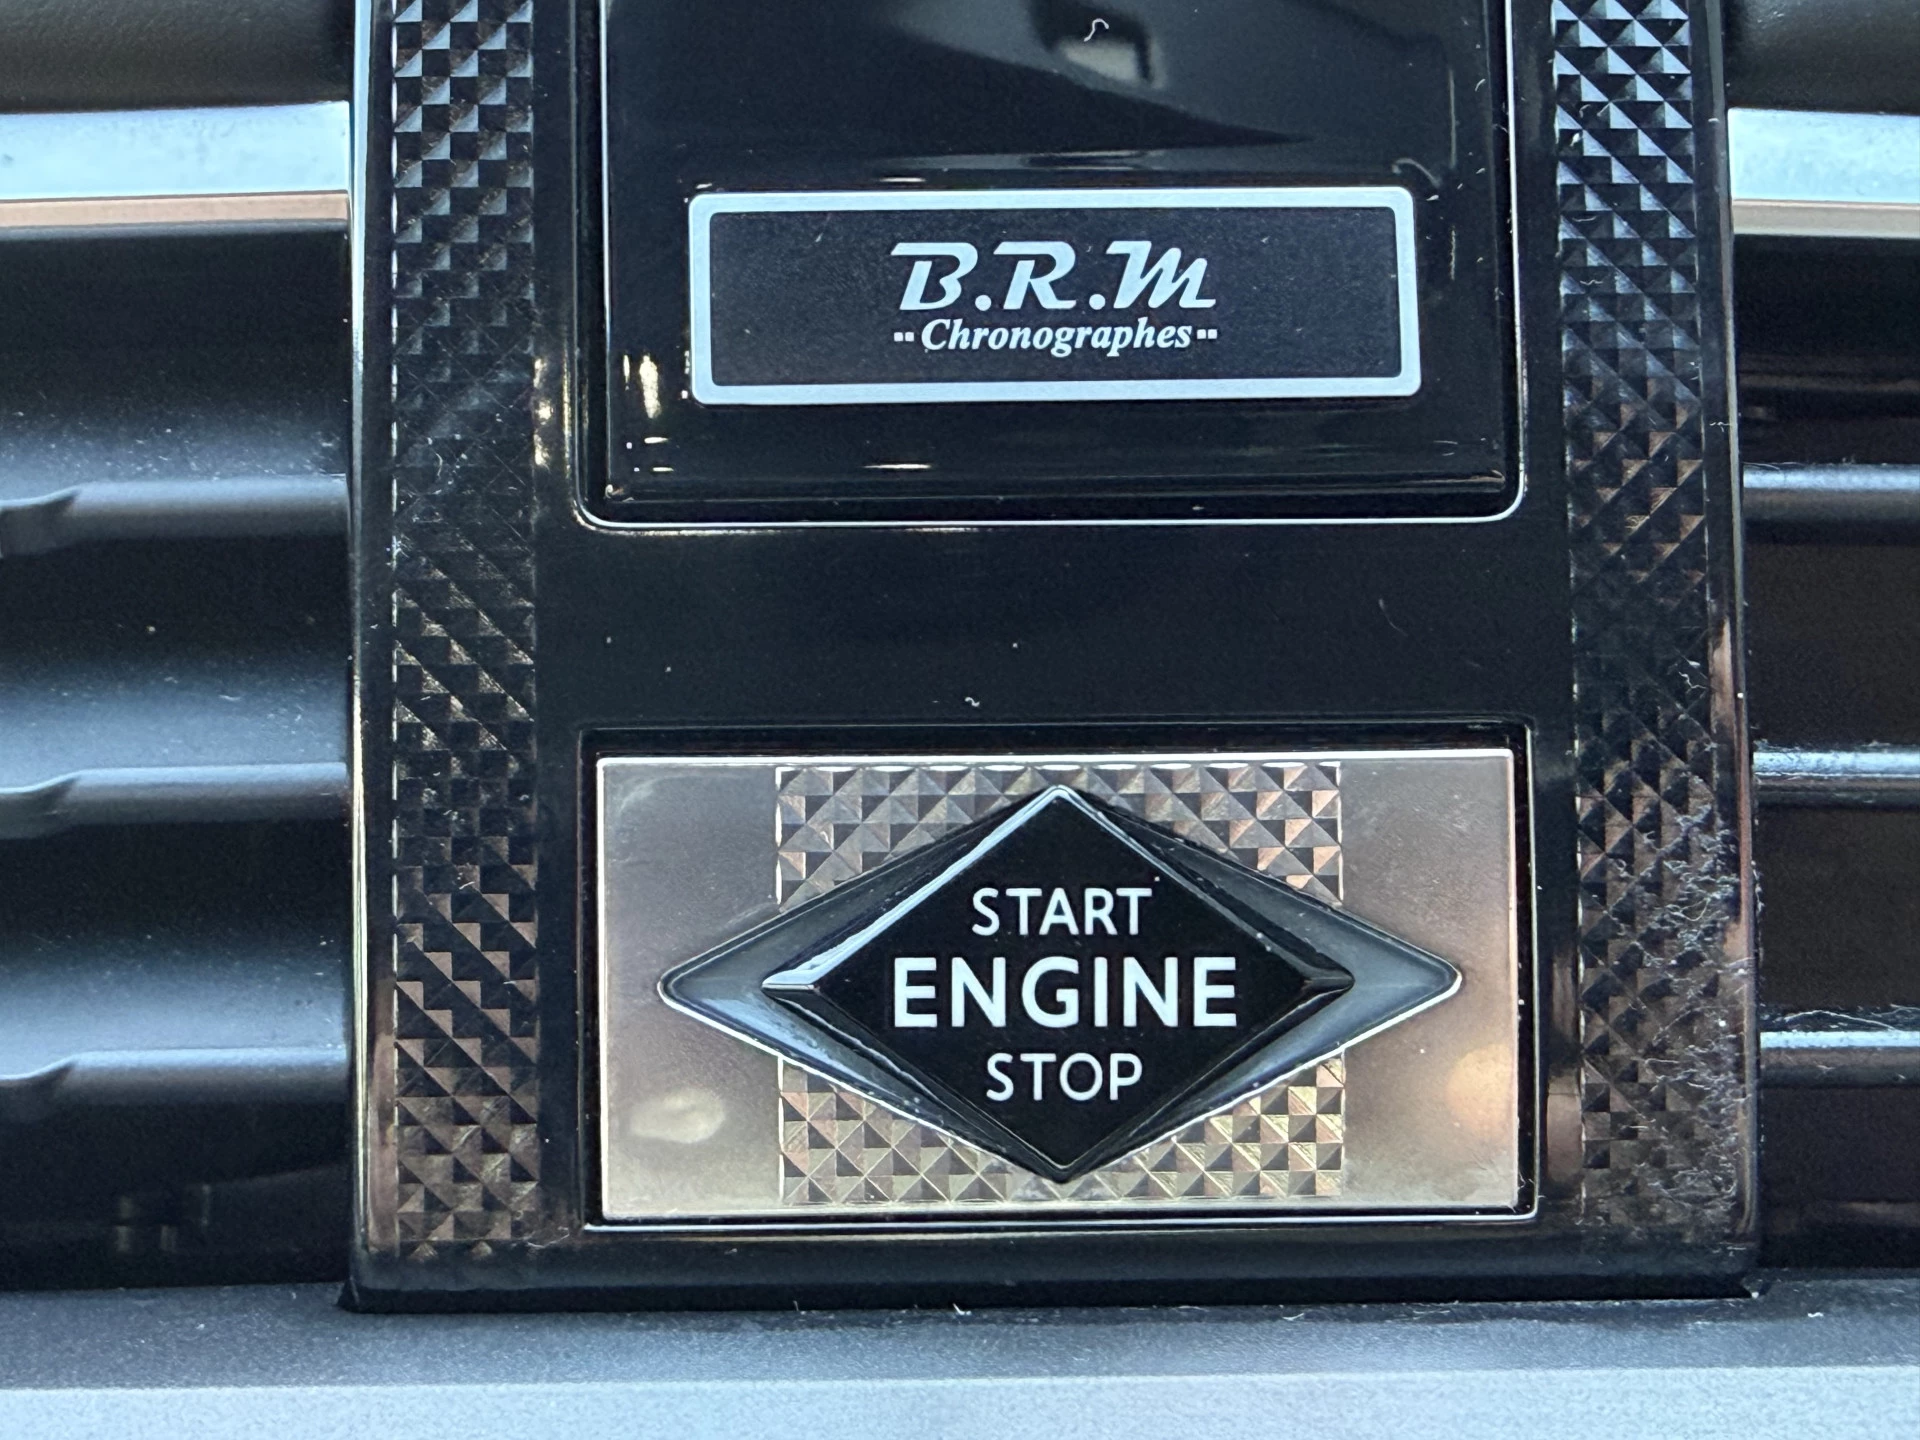 B.R.M
Chronographes
START
ENGINE
STOP